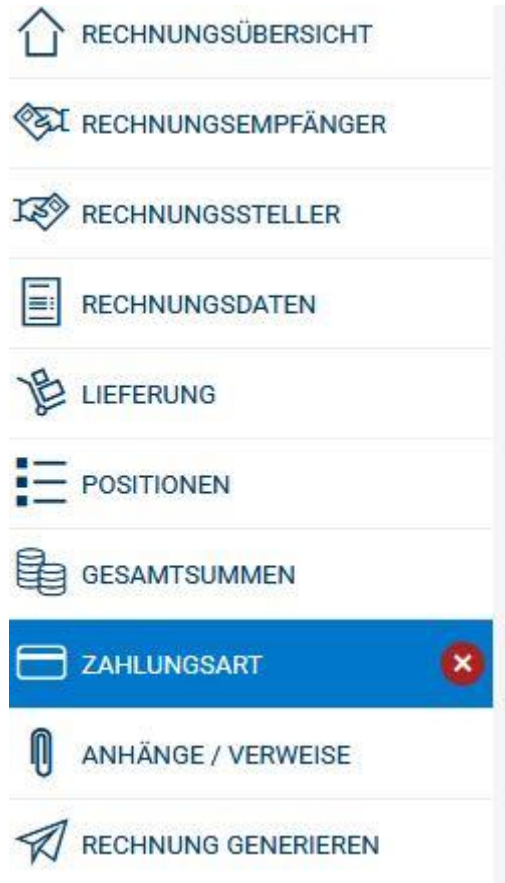 RECHNUNGSÜBERSICHT
RECHNUNGSEMPFÄNGER
RECHNUNGSSTELLER
RECHNUNGSDATEN
LIEFERUNG
POSITIONEN
GESAMTSUMMEN
ZAHLUNGSART
ANHÄNGE / VERWEISE
RECHNUNG GENERIEREN